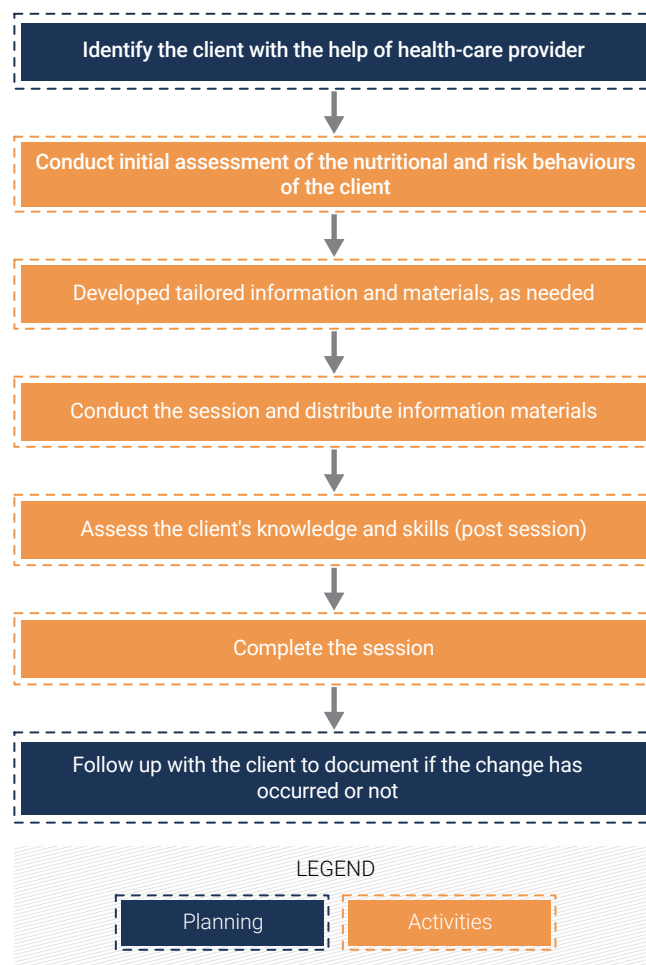 Identify the client with the help of health-care provider
Conduct initial assessment of the nutritional and risk behaviours
of the client
Developed tailored information and materials, as needed
Conduct the session and distribute information materials
Assess the client's knowledge and skills (post session)
Complete the session
Follow up with the client to document if the change has
occurred or not
LEGEND
Planning
Activities